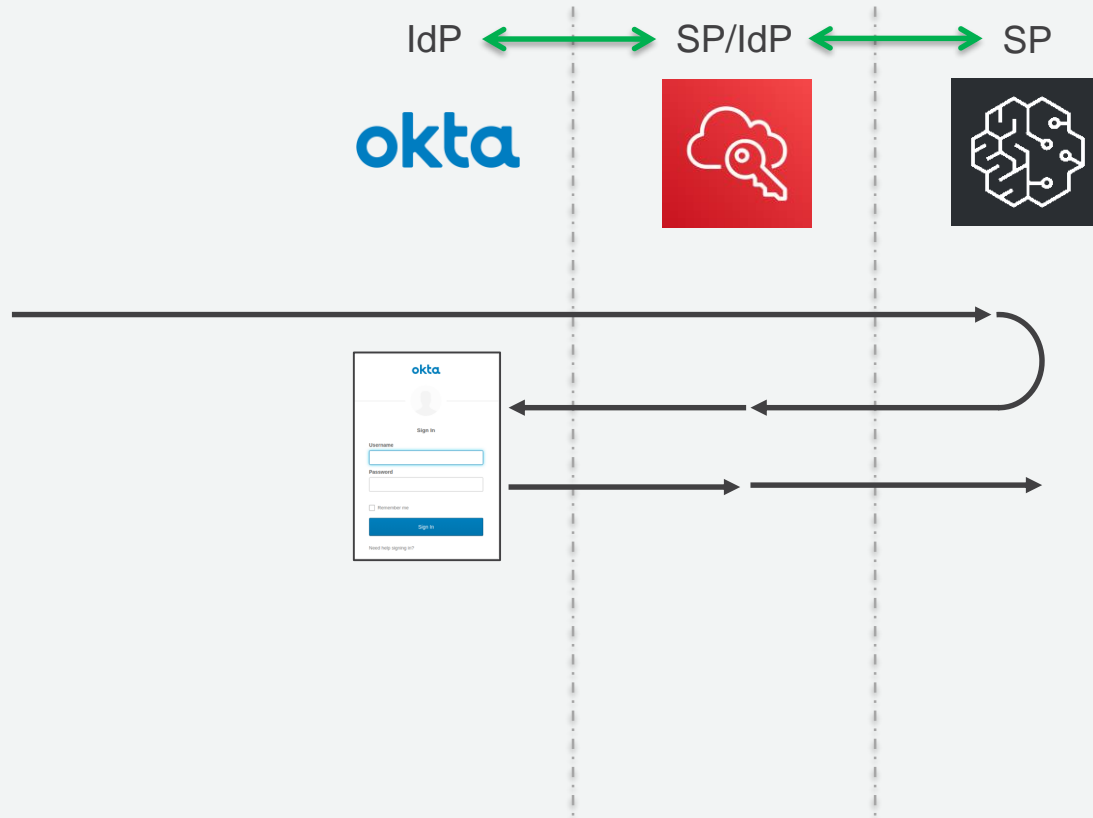 IdP
SP/IdP
SP
okta
okta
Sign In
Username
Password
Remember me
Sign In
Need help signing in?